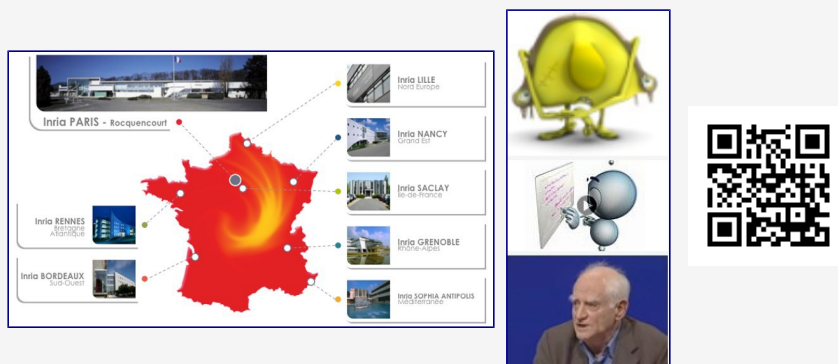 Inria PARIS - Rocquencourt
Inria LILLE
Nord Europe
Inria NANCY
Grand Est
Inria SACLAY
Île-de-France
Inria RENNES
Bretagne
Atlantique
Inria GRENOBLE
Rhône-Alpes
Inria BORDEAUX
Sud-Ouest
Inria SOPHIA ANTIPOLIS
Méditerranée